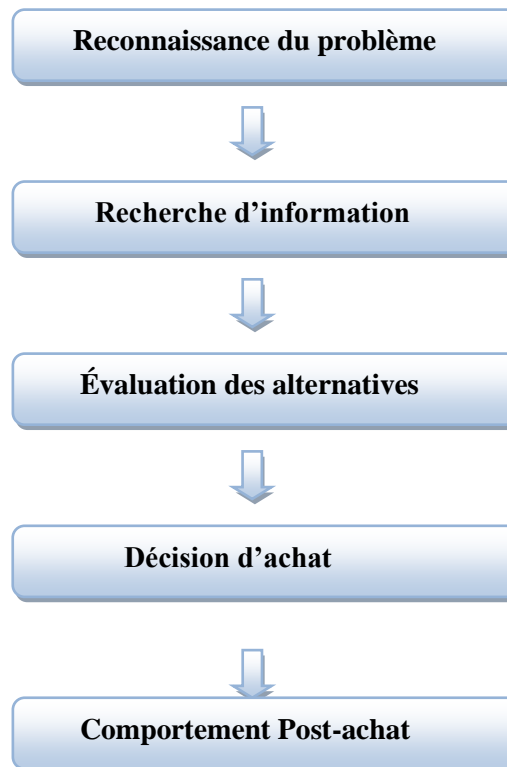 Reconnaissance du problème
Recherche d’information
Évaluation des alternatives
Décision d’achat
Comportement Post-achat